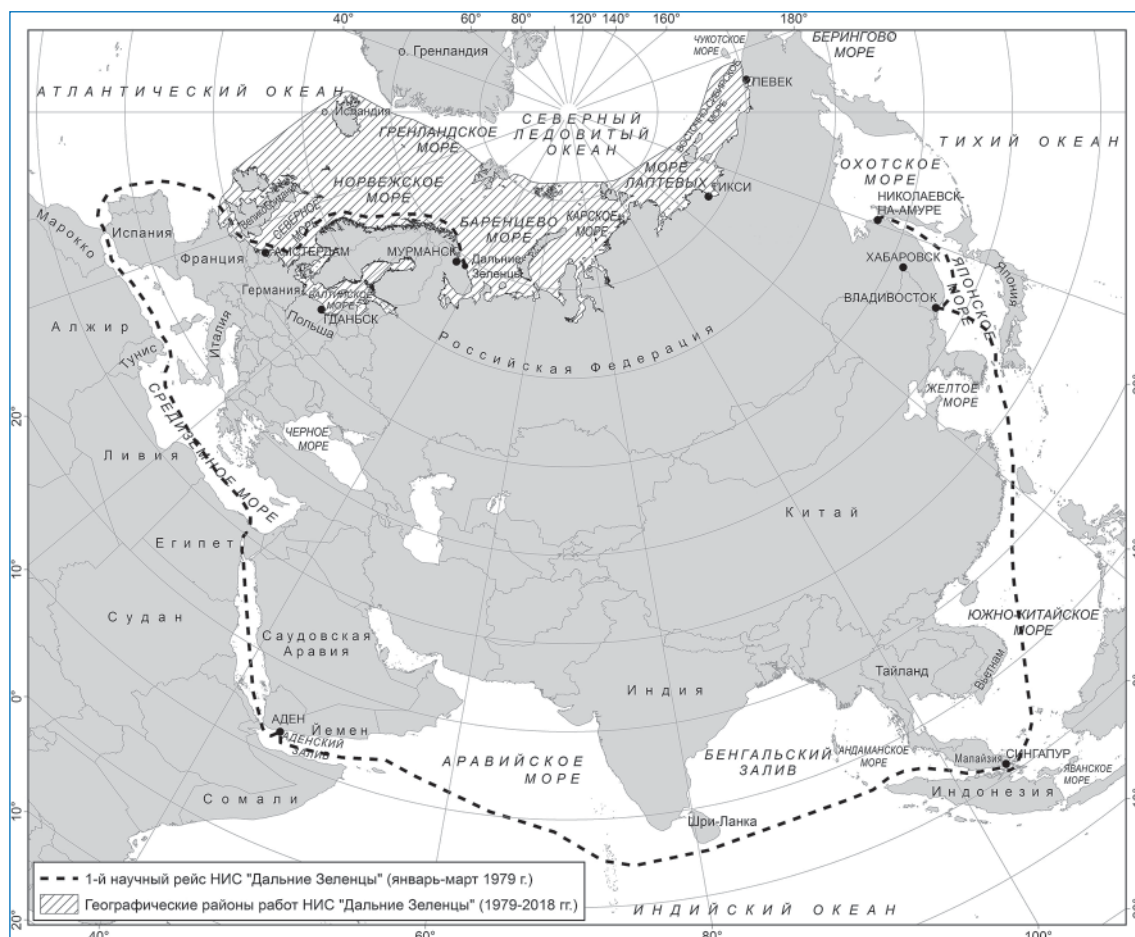 40° 60° 80° 100° 120° 140° 160° 180°
о. Гренландия
ЧУКОТСКОЕ
МОРЕ
БЕРИНГОВО
МОРЕ
ЛЕВЕК
АТЛАНТИЧЕСКИЙ ОКЕАН
о. Исландия
ГРЕНЛАНДСКОЕ
МОРЕ
СЕВЕРНЫЙ
ЛЕДОВИТЫЙ
ОКЕАН
ВОСТОЧНО-СИБИРСКОЕ
МОРЕ
ТИХИЙ ОКЕАН
НОРВЕЖСКОЕ
МОРЕ
МОРЕ
ЛАПТЕВЫХ
ТИКСИ
ОХОТСКОЕ
МОРЕ
НИКОЛАЕВСК-
НА-АМУРЕ
Великобритания
СЕВЕРНОЕ
МОРЕ
БАРЕНЦЕВО
МОРЕ
КАРСКОЕ
МОРЕ
Марокко
Испания
Франция
АМСТЕРДАМ
МУРМАНСК
Дальние
Зеленцы
ХАБАРОВСК
ЯПОНСКОЕ
МОРЕ
Япония
Германия
БАЛТИЙСКОЕ
МОРЕ
ГДАНЬСК
Польша
ВЛАДИВОСТОК
Алжир
Тунис
Италия
Российская Федерация
ЖЕЛТОЕ
МОРЕ
20°
СРЕДИЗЕМНОЕ МОРЕ
ЧЕРНОЕ
МОРЕ
Ливия
Китай
Египет
10°
Судан
Саудовская
Аравия
ЮЖНО-КИТАЙСКОЕ
МОРЕ
Индия
Тайланд
Вьетнам
0°
АДЕН
Йемен
АДЕНСКИЙ
ЗАЛИВ
АРАВИЙСКОЕ
МОРЕ
БЕНГАЛЬСКИЙ
ЗАЛИВ
АНДАМАНСКОЕ
МОРЕ
Малайзия
СИНГАПУР
ЯВАНСКОЕ
МОРЕ
Сомали
Индонезия
10°
Шри-Ланка
1-й научный рейс НИС "Дальние Зеленцы" (январь-март 1979 г.)
Географические районы работ НИС "Дальние Зеленцы" (1979-2018 гг.)
ИНДИЙСКИЙ ОКЕАН
20°
40° 60° 80° 100°